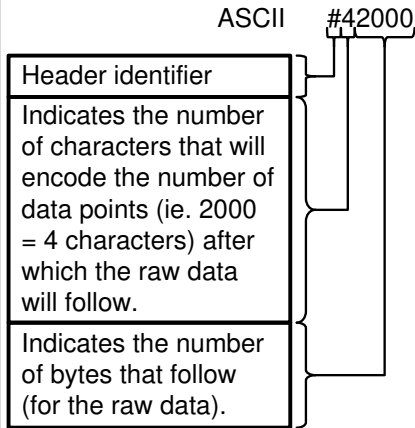 ASCII #42000
Header identifier
Indicates the number
of characters that will
encode the number of
data points (ie. 2000
= 4 characters) after
which the raw data
will follow.
Indicates the number
of bytes that follow
(for the raw data).